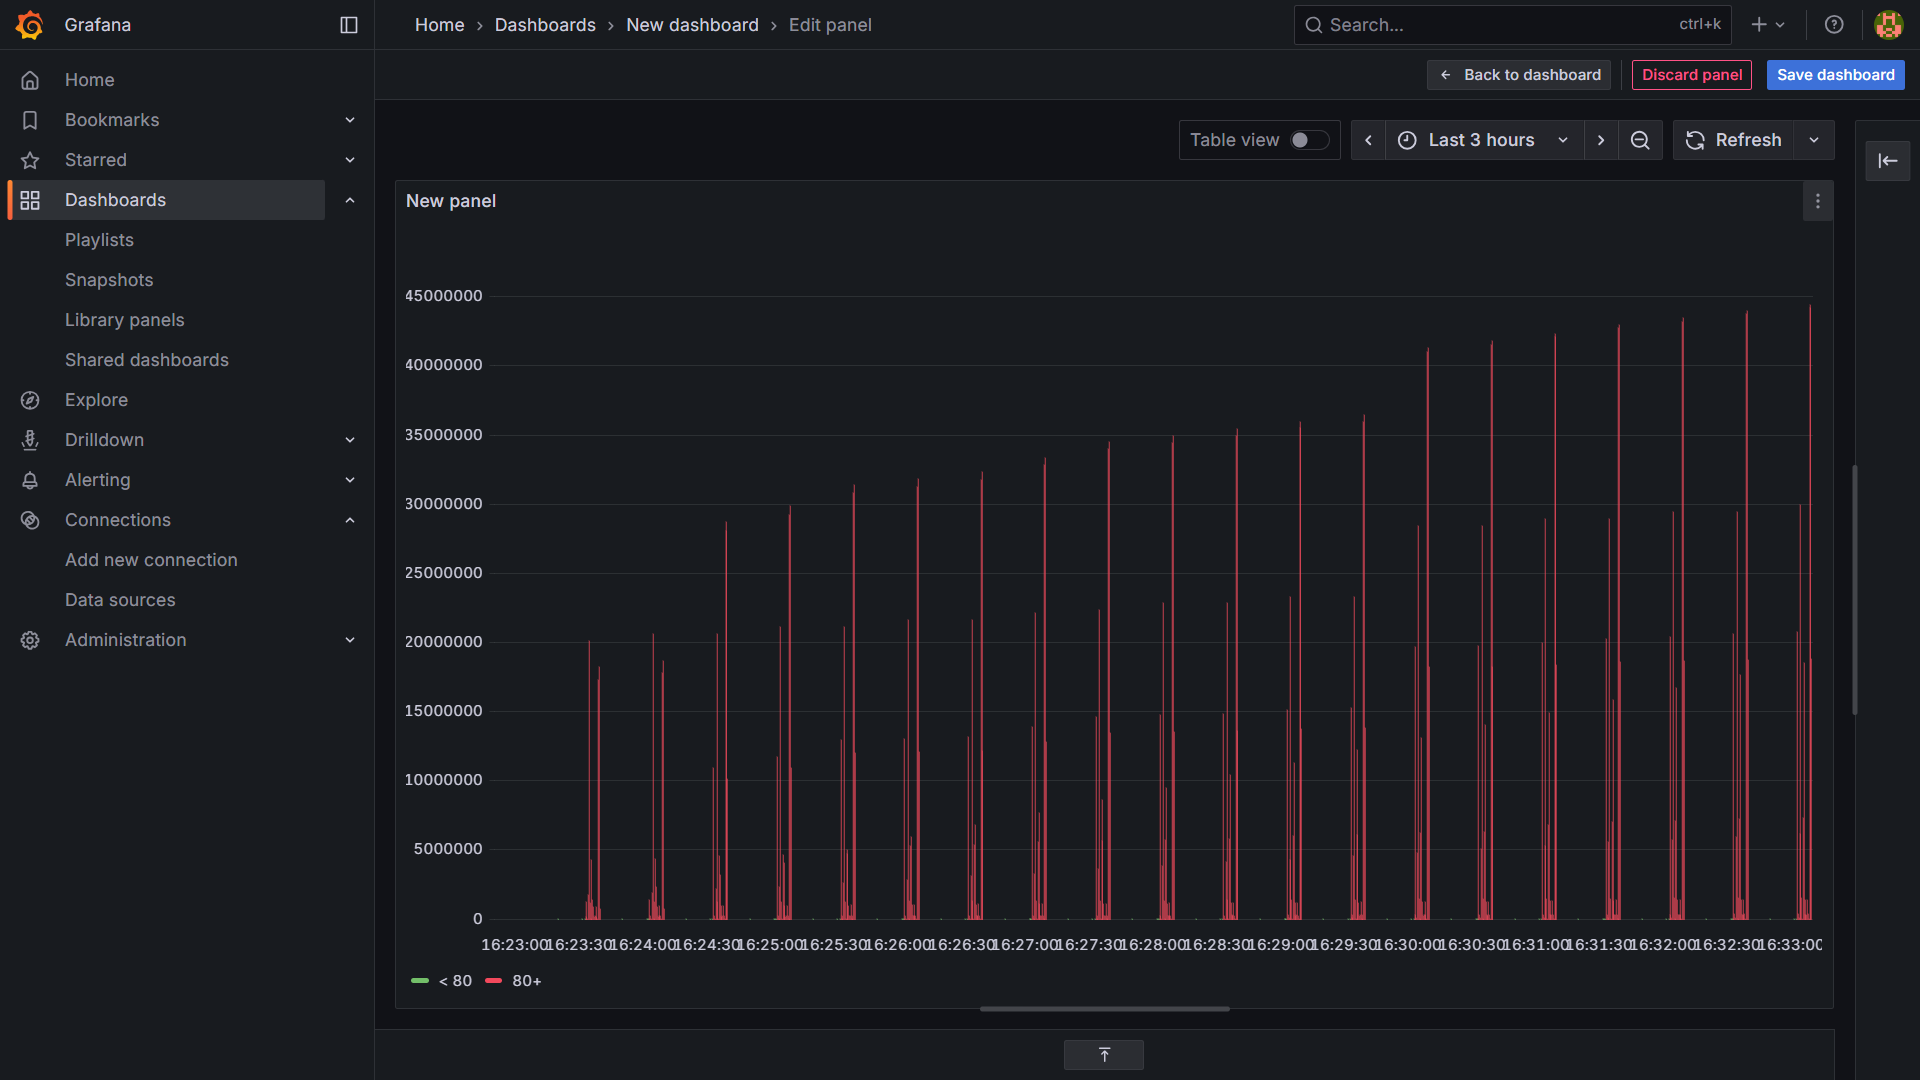 Grafana
Home › Dashboards › New dashboard › Edit panel
Search...
ctrl+k
Back to dashboard
Discard panel
Save dashboard
Home
Bookmarks
Starred
Dashboards
Playlists
Snapshots
Library panels
Shared dashboards
Explore
Drilldown
Alerting
Connections
Add new connection
Data sources
Administration
Table view
Last 3 hours
Refresh
New panel
45000000
40000000
35000000
30000000
25000000
20000000
15000000
10000000
5000000
0
16:23:00 16:23:30 16:24:00 16:24:30 16:25:00 16:25:30 16:26:00 16:26:30 16:27:00 16:27:30 16:28:00 16:28:30 16:29:00 16:29:30 16:30:00 16:30:30 16:31:00 16:31:30 16:32:00 16:32:30 16:33:00
< 80
80+